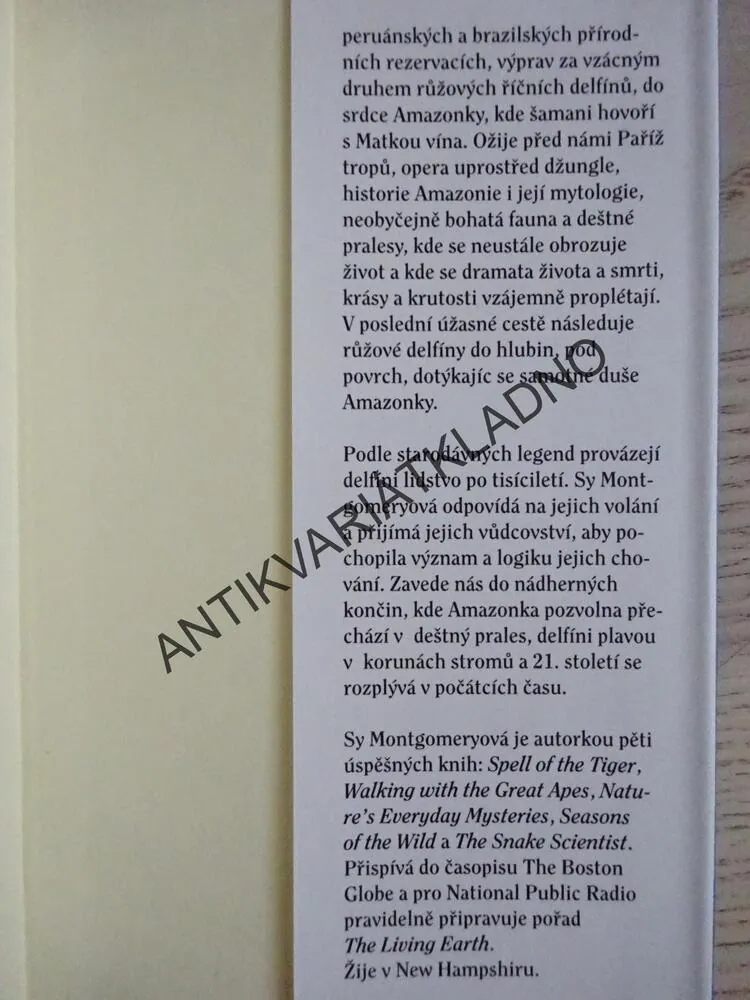 peruánských a brazilských přírod-
ních rezervacích, výprav za vzácným
druhem růžových říčních delfínů, do
srdce Amazonky, kde šamani hovoří
s Matkou vína. Ožije před námi Paříž
tropů, opera uprostřed džungle,
historie Amazonie i její mytologie,
neobyčejně bohatá fauna a deštné
pralesy, kde se neustále obrozuje
život a kde se dramata života a smrti,
krásy a krutosti vzájemně proplétají.
V poslední úžasné cestě následuje
růžové delfíny do hlubin, pod
povrch, dotýkajíc se samotné duše
Amazonky.
Podle starodávných legend provázejí
delfíni lidstvo po tisíciletí. Sy Mont-
gomeryová odpovídá na jejich volání
a přijímá jejich vůdcovství, aby po-
chopila význam a logiku jejich cho-
vání. Zavede nás do nádherných
končin, kde Amazonka pozvolna pře-
chází v deštný prales, delfíni plavou
v korunách stromů a 21. století se
rozplývá v počátcích času.
Sy Montgomeryová je autorkou pěti
úspěšných knih: Spell of the Tiger,
Walking with the Great Apes, Natu-
re's Everyday Mysteries, Seasons
of the Wild a The Snake Scientist.
Přispívá do časopisu The Boston
Globe a pro National Public Radio
pravidelně připravuje pořad
The Living Earth.
Žije v New Hampshiru.
ANTIKVARIATKLADNO